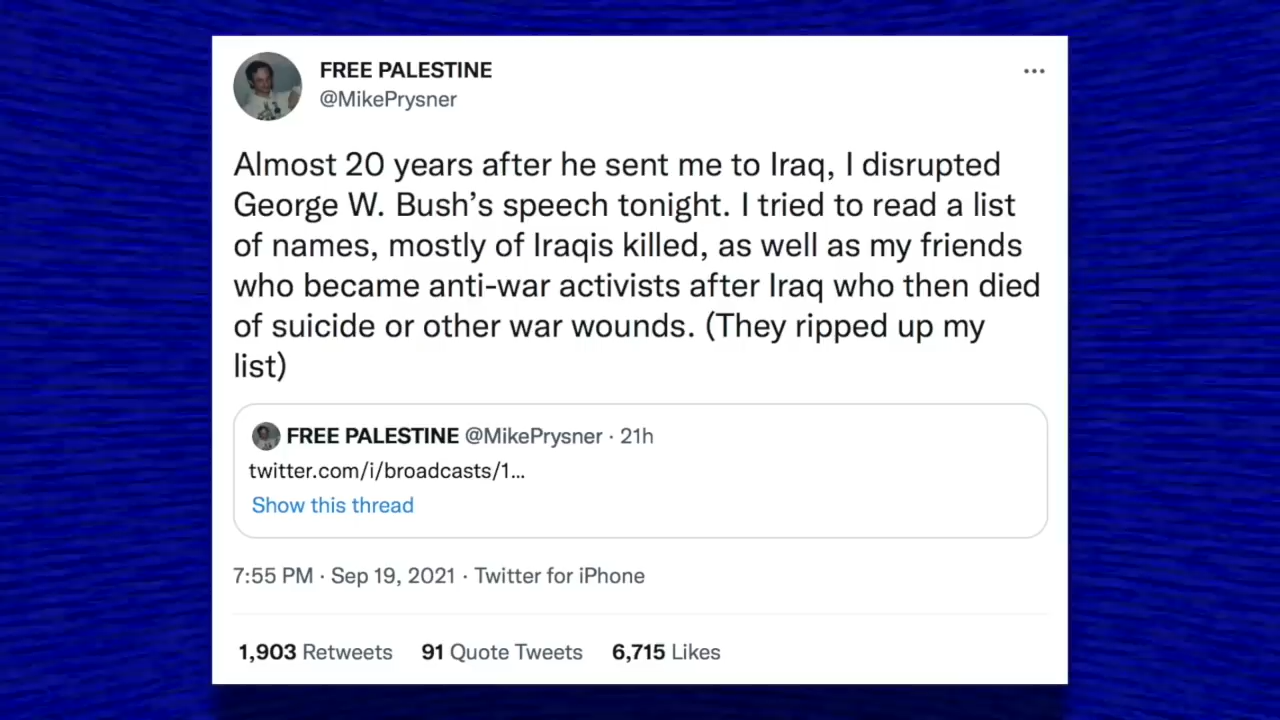 FREE PALESTINE
@MikePrysner
Almost 20 years after he sent me to Iraq, I disrupted
George W. Bush’s speech tonight. I tried to read a list
of names, mostly of Iraqis killed, as well as my friends
who became anti-war activists after Iraq who then died
of suicide or other war wounds. (They ripped up my
list)
FREE PALESTINE @MikePrysner · 21h
twitter.com/i/broadcasts/1...
Show this thread
7:55 PM · Sep 19, 2021 · Twitter for iPhone
1,903 Retweets 91 Quote Tweets 6,715 Likes